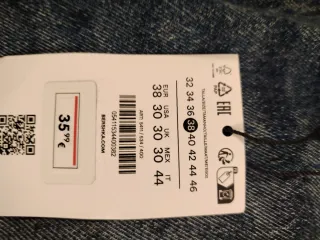 EAC
32 34 36 38 40 42 44 46
EUR USA UK MEX IT
38 30 30 30 44
BERSHKA.COM
35,99
€